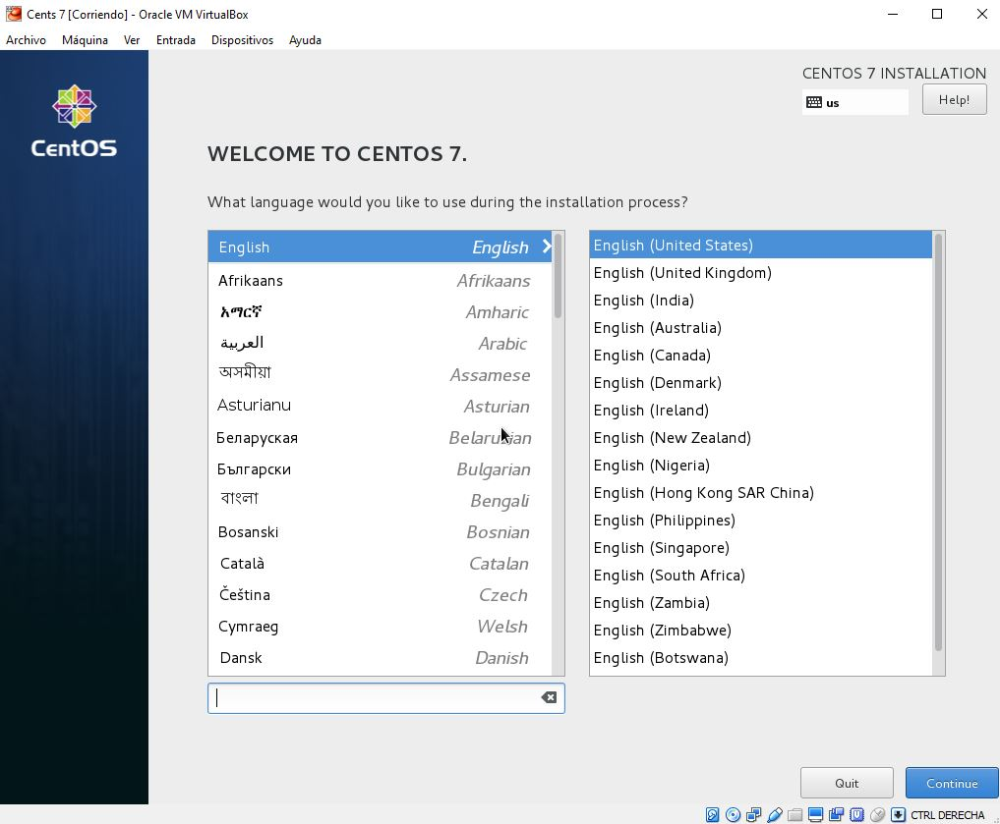 Cents 7 [Corriendo] - Oracle VM VirtualBox
Archivo Máquina Ver Entrada Dispositivos Ayuda
CentOS
CENTOS 7 INSTALLATION
us
Help!
WELCOME TO CENTOS 7.
What language would you like to use during the installation process?
English English
Afrikaans Afrikaans
አማርኛ Amharic
العربية Arabic
অসমীয়া Assamese
Asturianu Asturian
Беларуская Belarusian
Български Bulgarian
বাংলা Bengali
Bosanski Bosnian
Català Catalan
Čeština Czech
Cymraeg Welsh
Dansk Danish
English (United States)
English (United Kingdom)
English (India)
English (Australia)
English (Canada)
English (Denmark)
English (Ireland)
English (New Zealand)
English (Nigeria)
English (Hong Kong SAR China)
English (Philippines)
English (Singapore)
English (South Africa)
English (Zambia)
English (Zimbabwe)
English (Botswana)
Quit
Continue
CTRL DERECHA